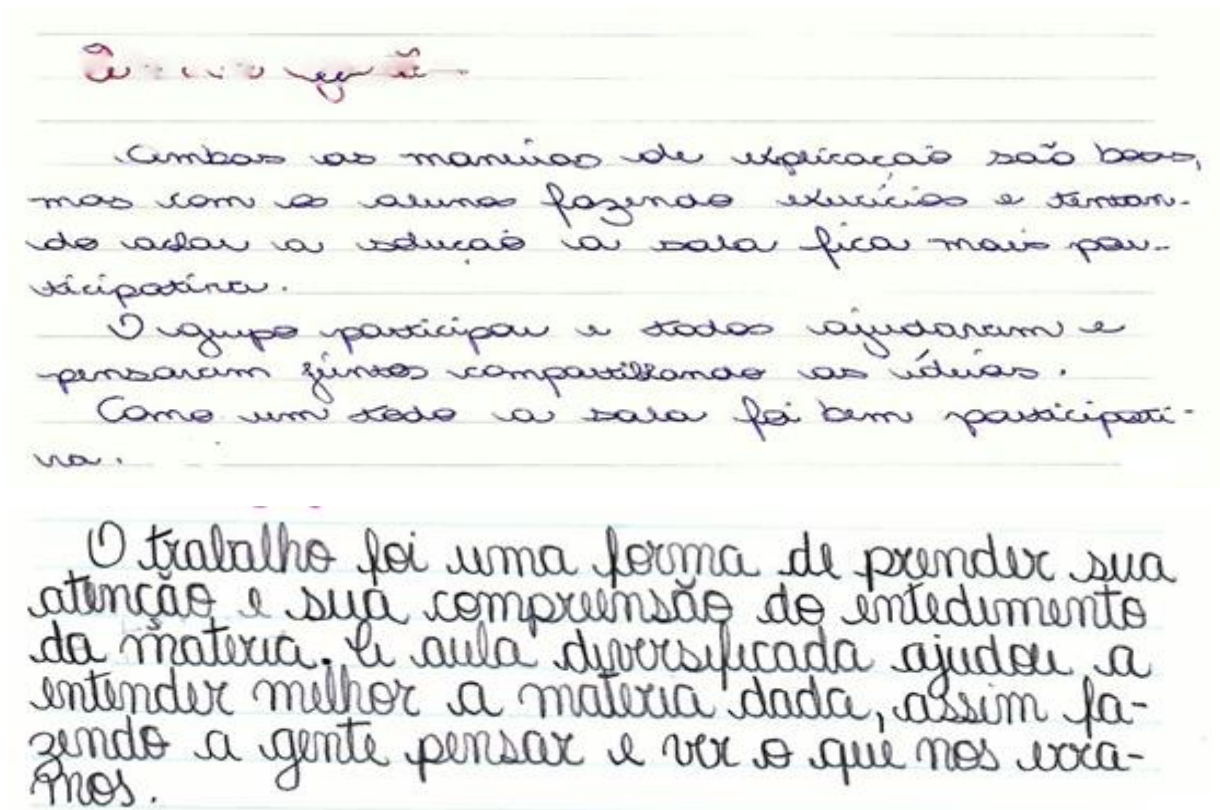 Ambas as maneiras de explicação são boas,
mas com os alunos fazendo exercícios e tentan-
do achar a solução a sala fica mais par-
ticipativa.
O grupo participou e todos ajudaram e
pensaram juntos compartilhando as idéias.
Como um todo a sala foi bem participati-
va.
O trabalho foi uma forma de prender sua
atenção e sua compreensão do entedimento
da materia. A aula diversificada ajudou a
entender melhor a materia dada, assim fa-
zendo a gente pensar e ver o que nos erra-
mos.